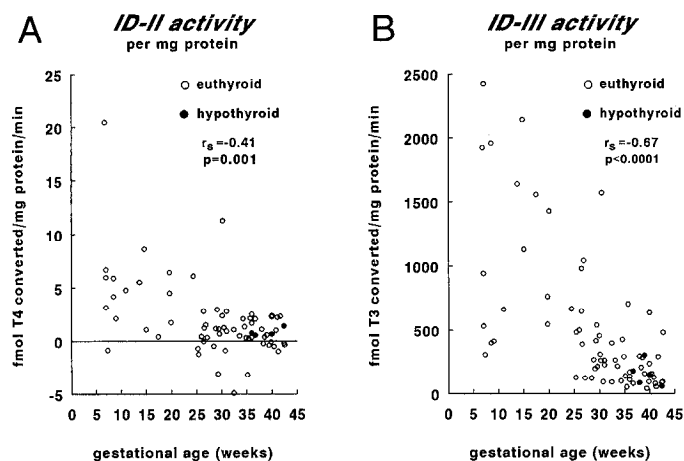 A
ID-II activity
per mg protein
fmol T4 converted/mg protein/min
25
20
15
10
5
0
-5
0 5 10 15 20 25 30 35 40 45
gestational age (weeks)
euthyroid
hypothyroid
rs=-0.41
p=0.001
B
ID-III activity
per mg protein
fmol T3 converted/mg protein/min
2500
2000
1500
1000
500
0
0 5 10 15 20 25 30 35 40 45
gestational age (weeks)
euthyroid
hypothyroid
rs=-0.67
p<0.0001